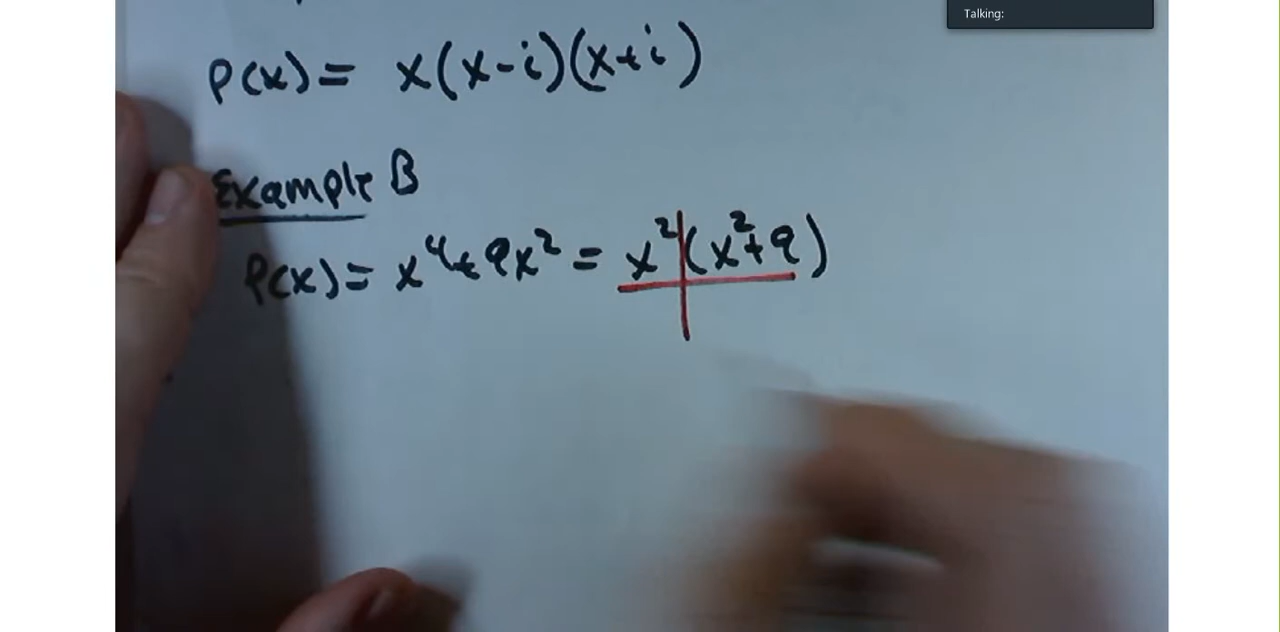 Talking:
P(x) = x(x-i)(x+i)
Example B
P(x) = x⁴+9x² = x²(x²+9)